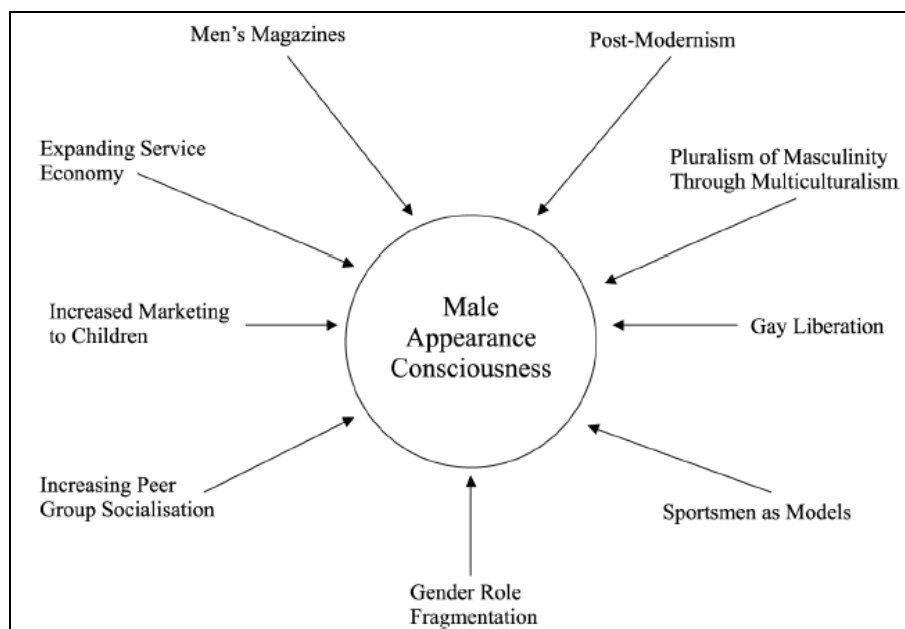 Men's Magazines
Post-Modernism
Expanding Service
Economy
Pluralism of Masculinity
Through Multiculturalism
Increased Marketing
to Children
Male
Appearance
Consciousness
Gay Liberation
Increasing Peer
Group Socialisation
Sportsmen as Models
Gender Role
Fragmentation